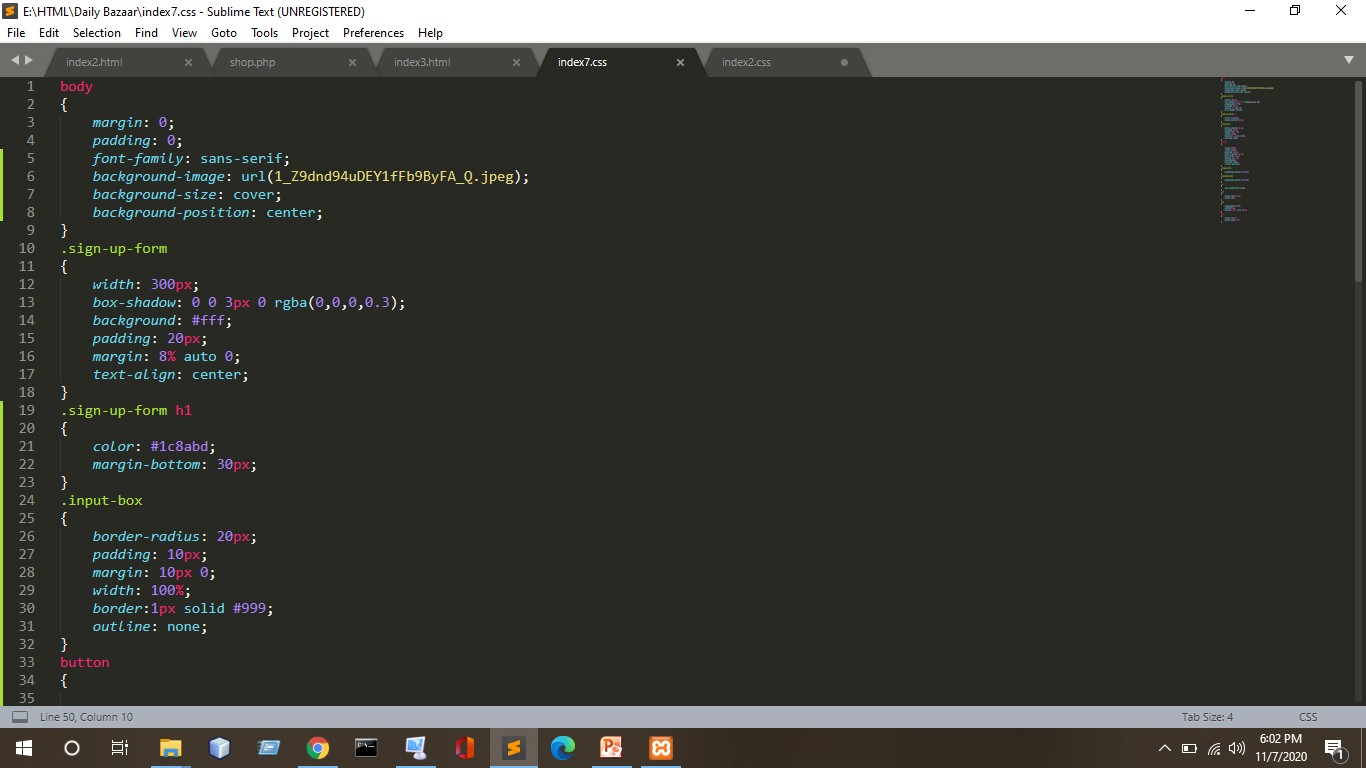 E:\HTML\Daily Bazaar\index7.css - Sublime Text (UNREGISTERED)
File Edit Selection Find View Goto Tools Project Preferences Help
index2.html shop.php index3.html index7.css index2.css
1 body
2 {
3 margin: 0;
4 padding: 0;
5 font-family: sans-serif;
6 background-image: url(1_Z9dnd94uDEY1fFb9ByFA_Q.jpeg);
7 background-size: cover;
8 background-position: center;
9 }
10 .sign-up-form
11 {
12 width: 300px;
13 box-shadow: 0 0 3px 0 rgba(0,0,0,0.3);
14 background: #fff;
15 padding: 20px;
16 margin: 8% auto 0;
17 text-align: center;
18 }
19 .sign-up-form h1
20 {
21 color: #1c8abd;
22 margin-bottom: 30px;
23 }
24 .input-box
25 {
26 border-radius: 20px;
27 padding: 10px;
28 margin: 10px 0;
29 width: 100%;
30 border:1px solid #999;
31 outline: none;
32 }
33 button
34 {
35
Line 50, Column 10 Tab Size: 4 CSS
6:02 PM
11/7/2020
1